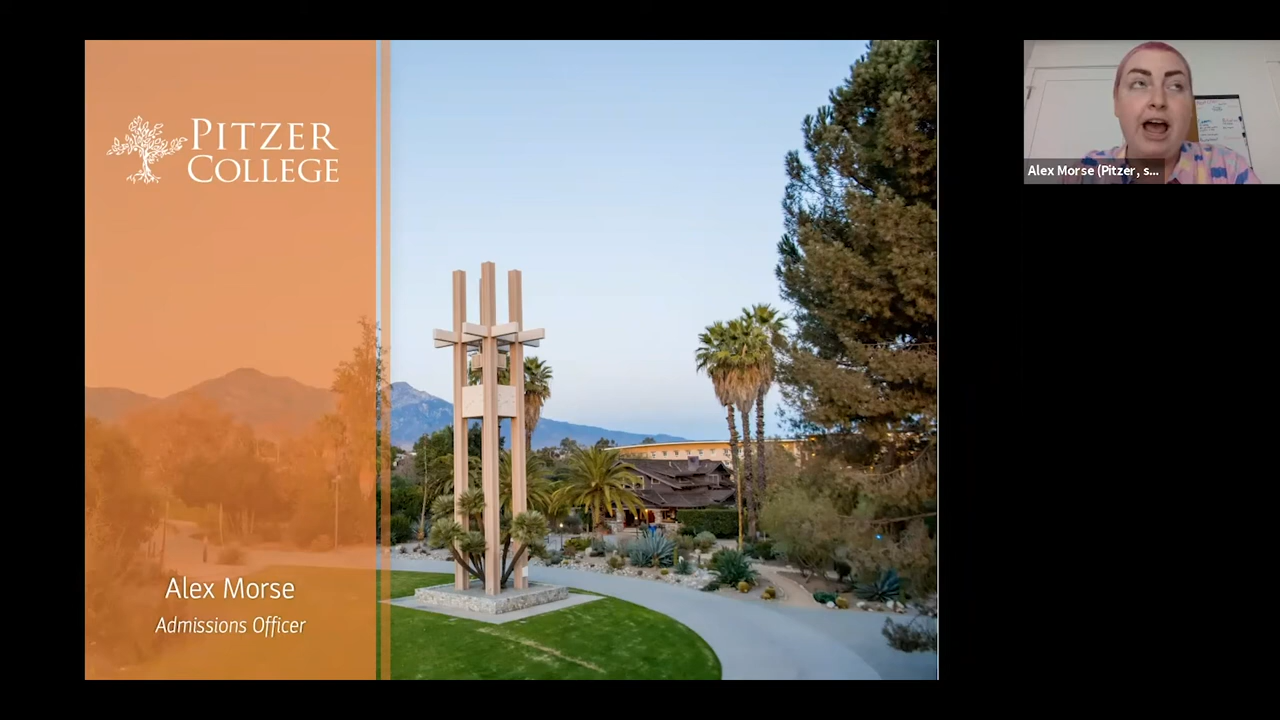 PITZER
COLLEGE
Alex Morse
Admissions Officer
Alex Morse (Pitzer, s...